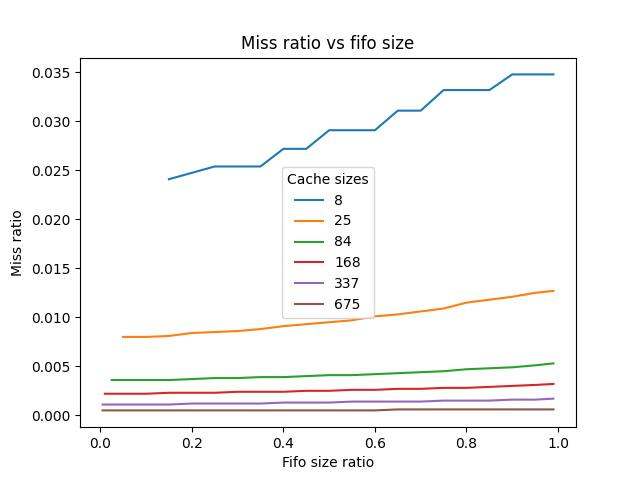 Miss ratio vs fifo size
0.035
0.030
0.025
0.020
0.015
0.010
0.005
0.000
Miss ratio
Cache sizes
8
25
84
168
337
675
0.0 0.2 0.4 0.6 0.8 1.0
Fifo size ratio